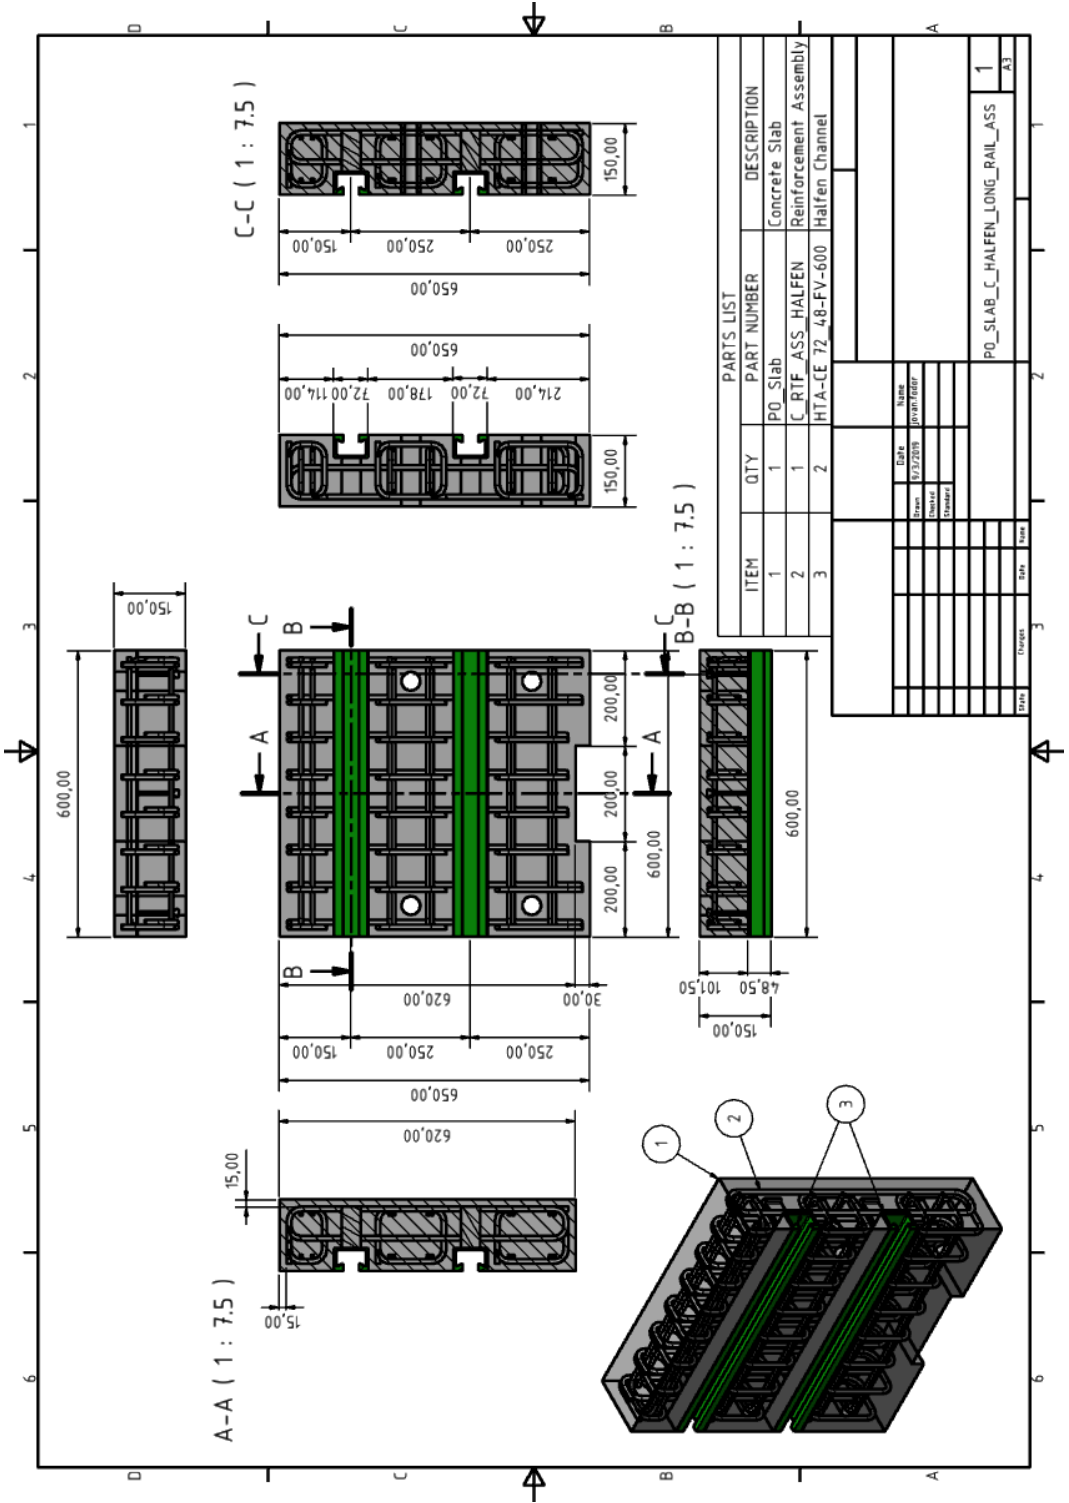 D
C
B
A
1
2
3
4
5
6
1
2
3
4
5
6
D
C
B
A
C-C ( 1 : 7.5 )
150,00
150,00
250,00
250,00
650,00
650,00
114,00
72,00
178,00
72,00
214,00
150,00
150,00
600,00
C
B
A
C
A
B
200,00
200,00
200,00
600,00
620,00
30,00
150,00
250,00
250,00
650,00
B-B ( 1 : 7.5 )
600,00
101,50
48,50
150,00
A-A ( 1 : 7.5 )
620,00
15,00
15,00
1
2
3
PARTS LIST
ITEM QTY PART NUMBER DESCRIPTION
1 1 PO_Slab Concrete Slab
2 1 C_RTF_ASS_HALFEN Reinforcement Assembly
3 2 HTA-CE 72_48-FV-600 Halfen Channel
Date Name
Drawn 9/3/2019 jovan.fodor
Checked
Standard
PO_SLAB_C_HALFEN_LONG_RAIL_ASS
1
A3
State Changes Date Name